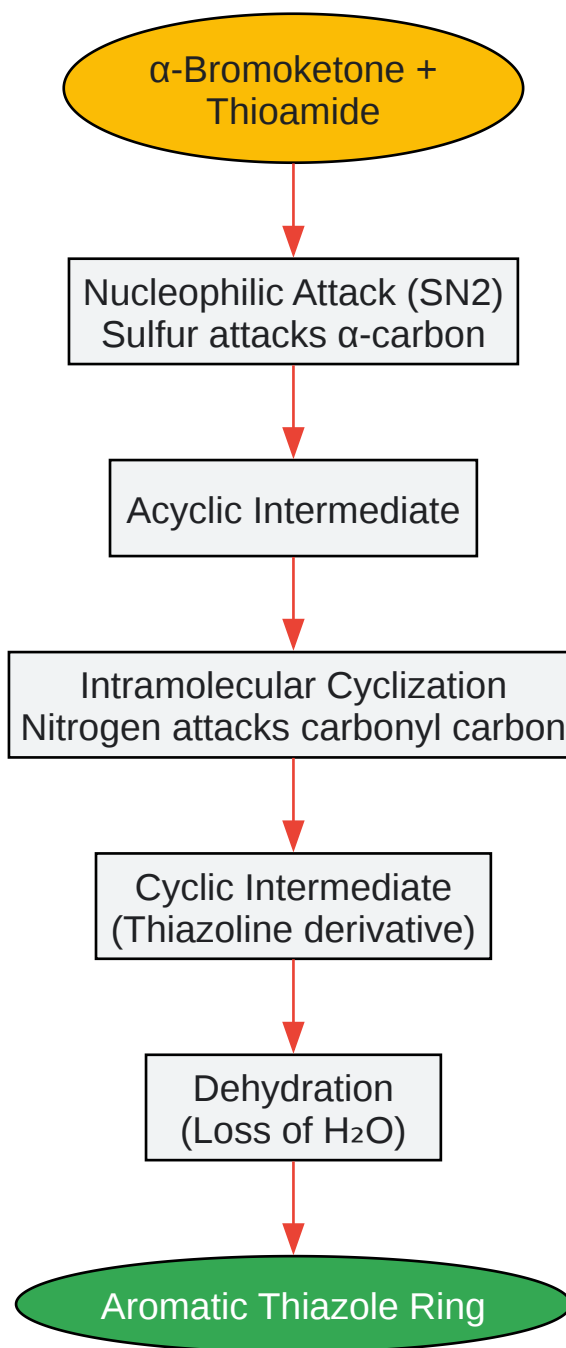 α-Bromoketone +
Thioamide
Nucleophilic Attack (SN2)
Sulfur attacks α-carbon
Acyclic Intermediate
Intramolecular Cyclization
Nitrogen attacks carbonyl carbon
Cyclic Intermediate
(Thiazoline derivative)
Dehydration
(Loss of H₂O)
Aromatic Thiazole Ring